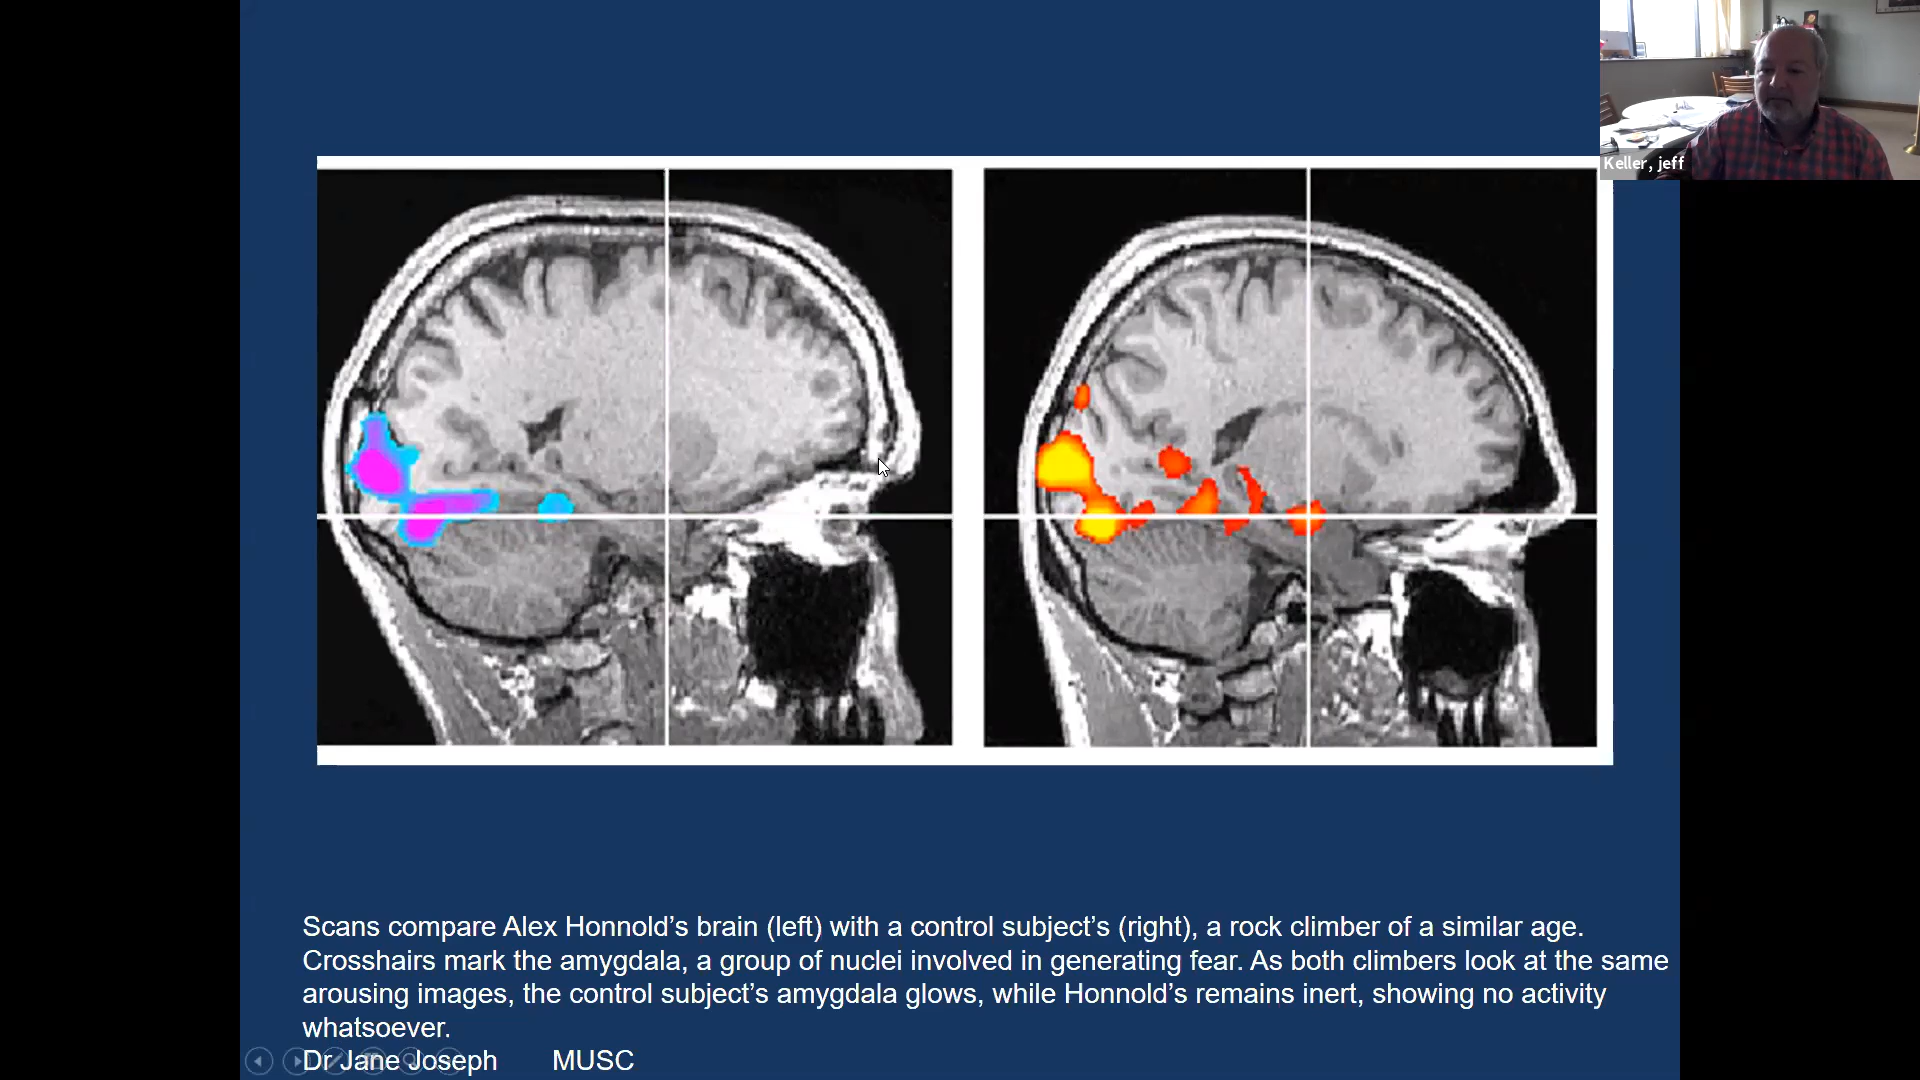 Keller, jeff
Scans compare Alex Honnold’s brain (left) with a control subject’s (right), a rock climber of a similar age.
Crosshairs mark the amygdala, a group of nuclei involved in generating fear. As both climbers look at the same
arousing images, the control subject’s amygdala glows, while Honnold’s remains inert, showing no activity
whatsoever.
Dr Jane Joseph MUSC